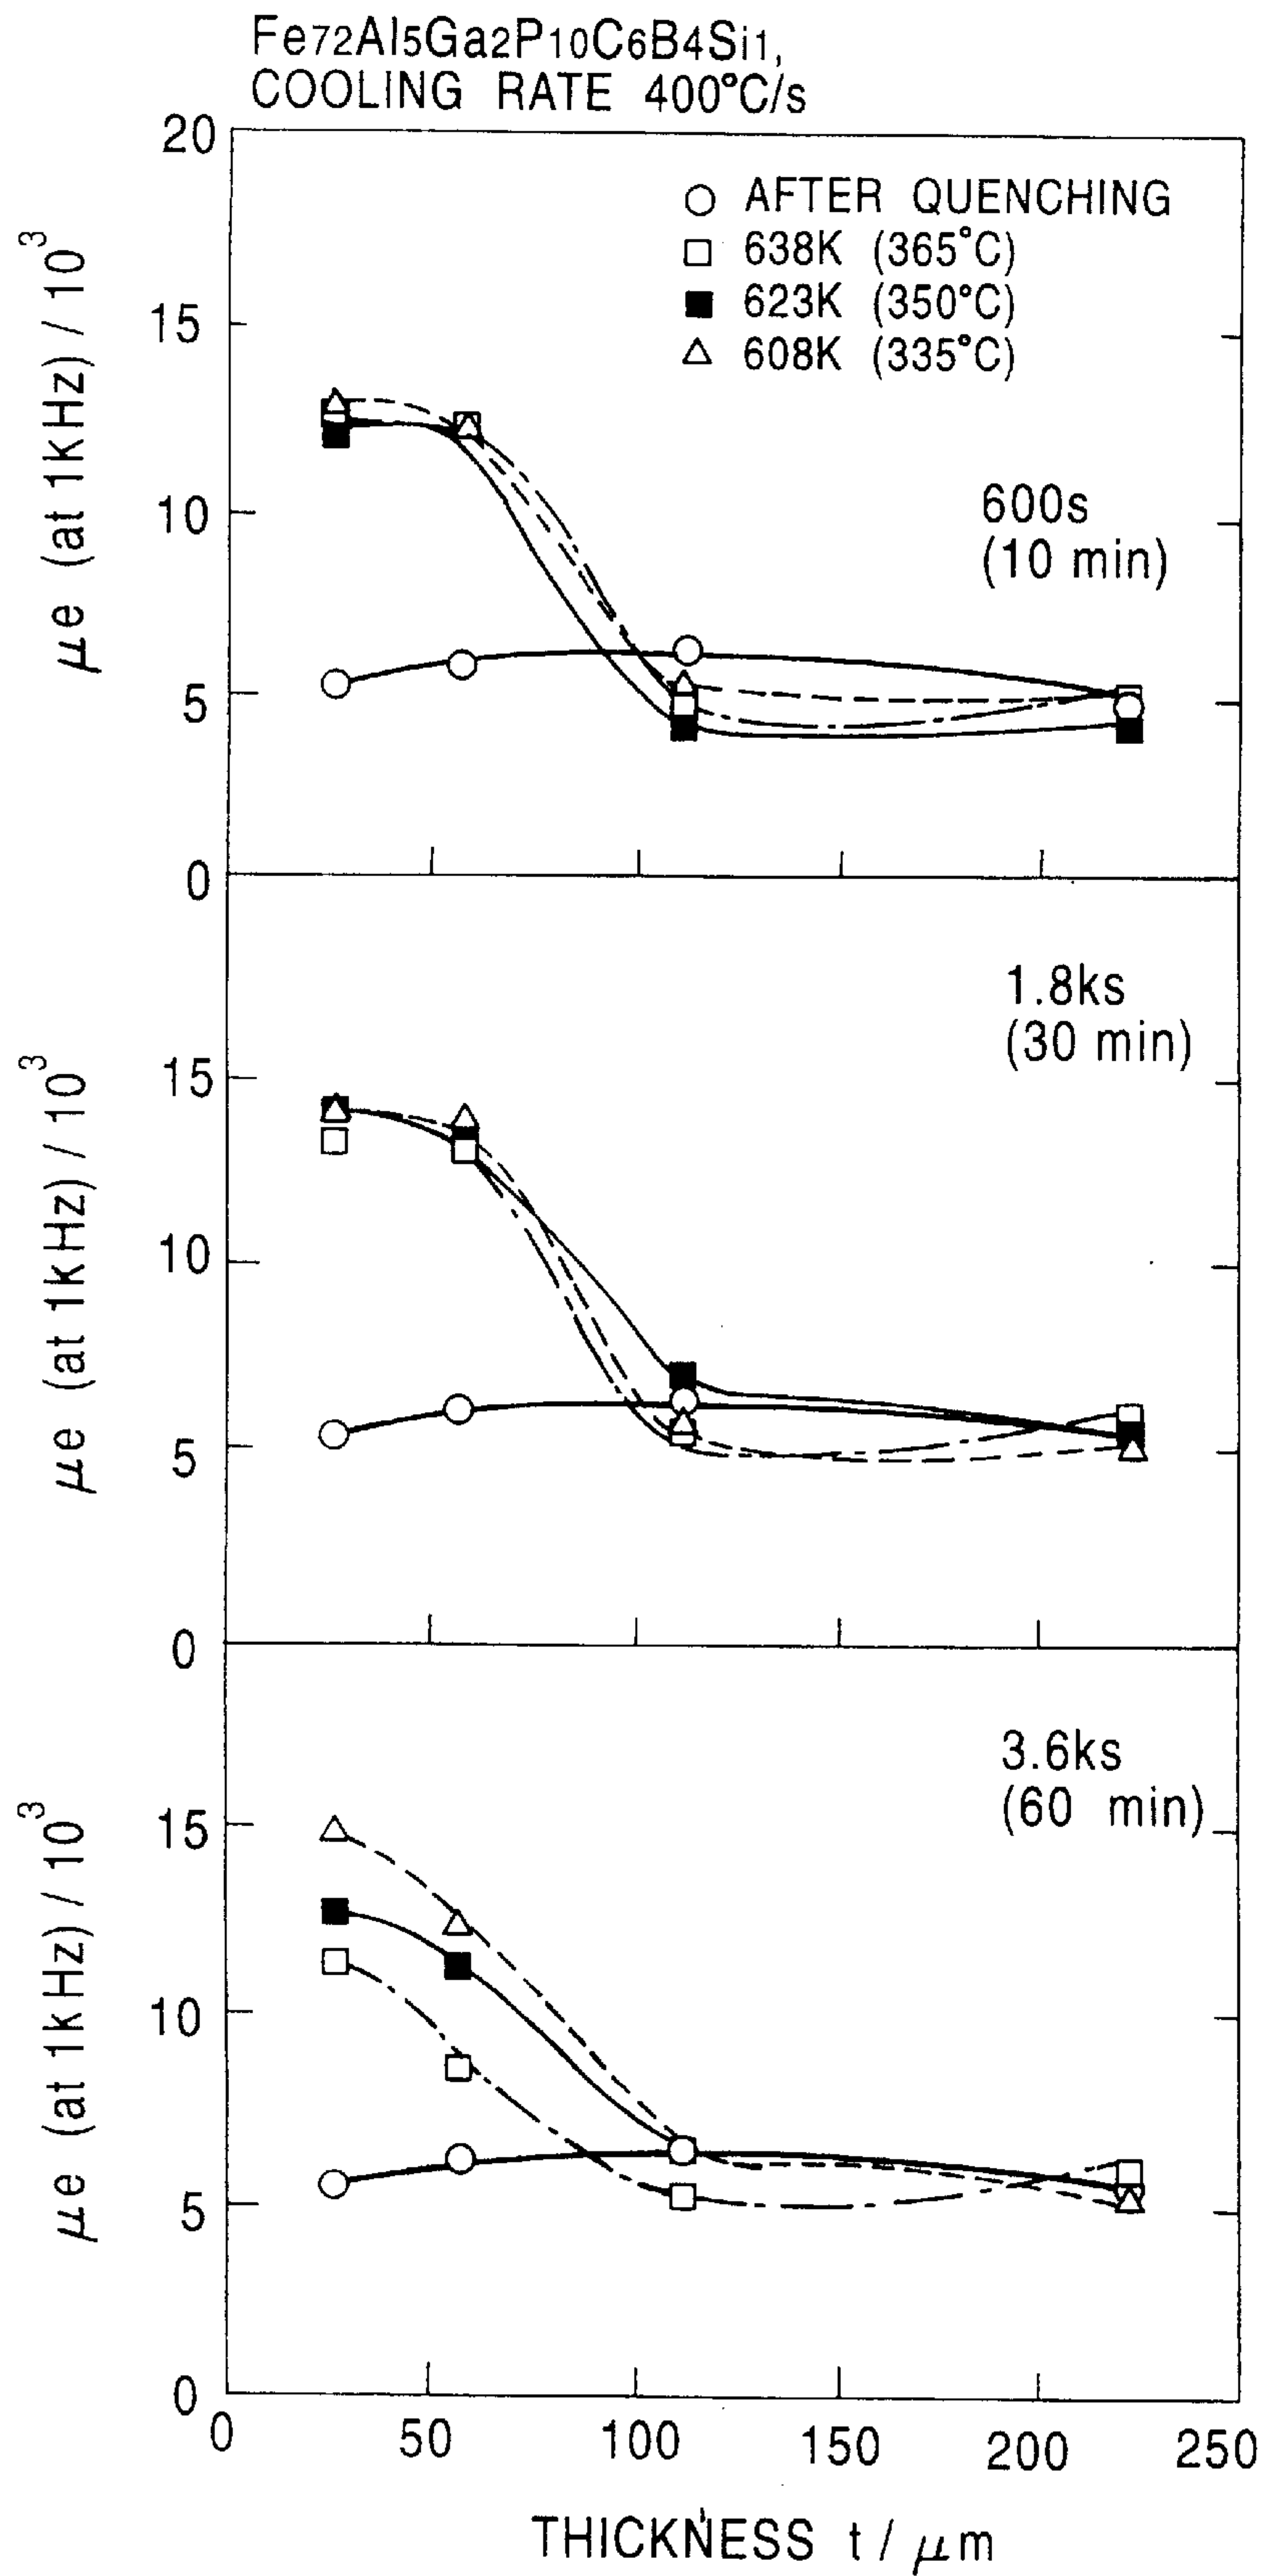 Fe72Al5Ga2P10C6B4Si1,
COOLING RATE 400°C/s
20
15
10
5
0
μe (at 1kHz) / 10³
AFTER QUENCHING
638K (365°C)
623K (350°C)
608K (335°C)
600s
(10 min)
15
10
5
0
μe (at 1kHz) / 10³
1.8ks
(30 min)
15
10
5
0
μe (at 1kHz) / 10³
3.6ks
(60 min)
0 50 100 150 200 250
THICKNESS t / μm